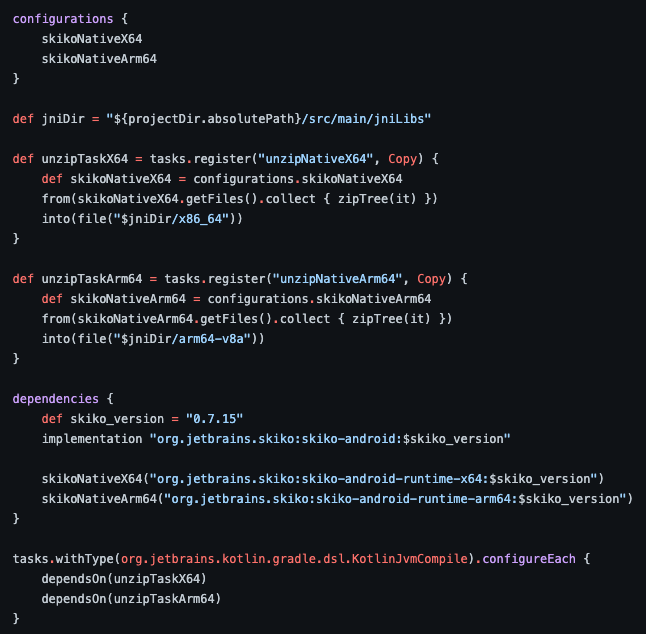 configurations {
    skikoNativeX64
    skikoNativeArm64
}

def jniDir = "${projectDir.absolutePath}/src/main/jniLibs"

def unzipTaskX64 = tasks.register("unzipNativeX64", Copy) {
    def skikoNativeX64 = configurations.skikoNativeX64
    from(skikoNativeX64.getFiles().collect { zipTree(it) })
    into(file("$jniDir/x86_64"))
}

def unzipTaskArm64 = tasks.register("unzipNativeArm64", Copy) {
    def skikoNativeArm64 = configurations.skikoNativeArm64
    from(skikoNativeArm64.getFiles().collect { zipTree(it) })
    into(file("$jniDir/arm64-v8a"))
}

dependencies {
    def skiko_version = "0.7.15"
    implementation "org.jetbrains.skiko:skiko-android:$skiko_version"

    skikoNativeX64("org.jetbrains.skiko:skiko-android-runtime-x64:$skiko_version")
    skikoNativeArm64("org.jetbrains.skiko:skiko-android-runtime-arm64:$skiko_version")
}

tasks.withType(org.jetbrains.kotlin.gradle.dsl.KotlinJvmCompile).configureEach {
    dependsOn(unzipTaskX64)
    dependsOn(unzipTaskArm64)
}